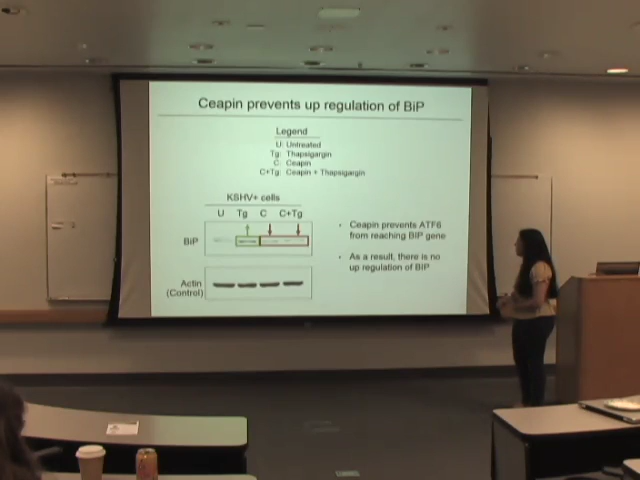 Ceapin prevents up regulation of BiP
Legend
U: Untreated
Tg: Thapsigargin
C: Ceapin
C+Tg: Ceapin + Thapsigargin
KSHV+ cells
U Tg C C+Tg
BiP
Actin
(Control)
• Ceapin prevents ATF6
from reaching BiP gene
• As a result, there is no
up regulation of BiP